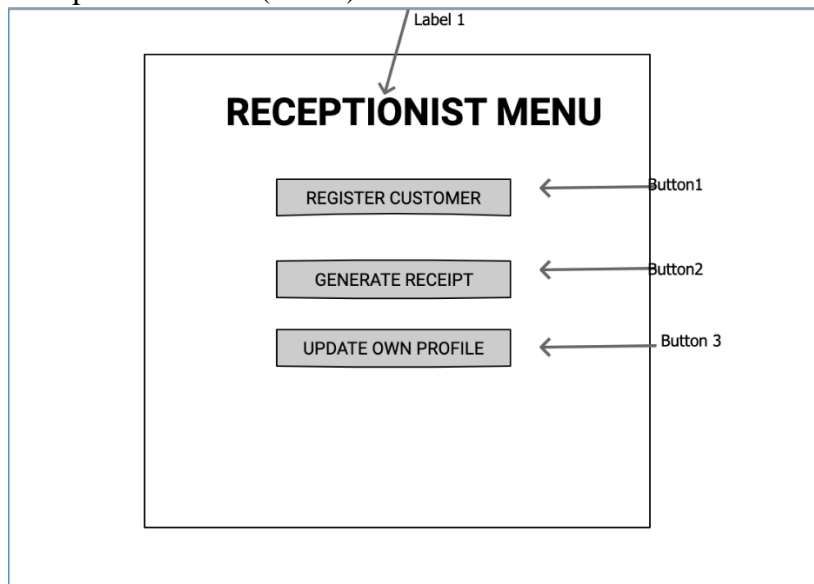 Label 1
RECEPTIONIST MENU
REGISTER CUSTOMER
Button1
GENERATE RECEIPT
Button2
UPDATE OWN PROFILE
Button 3